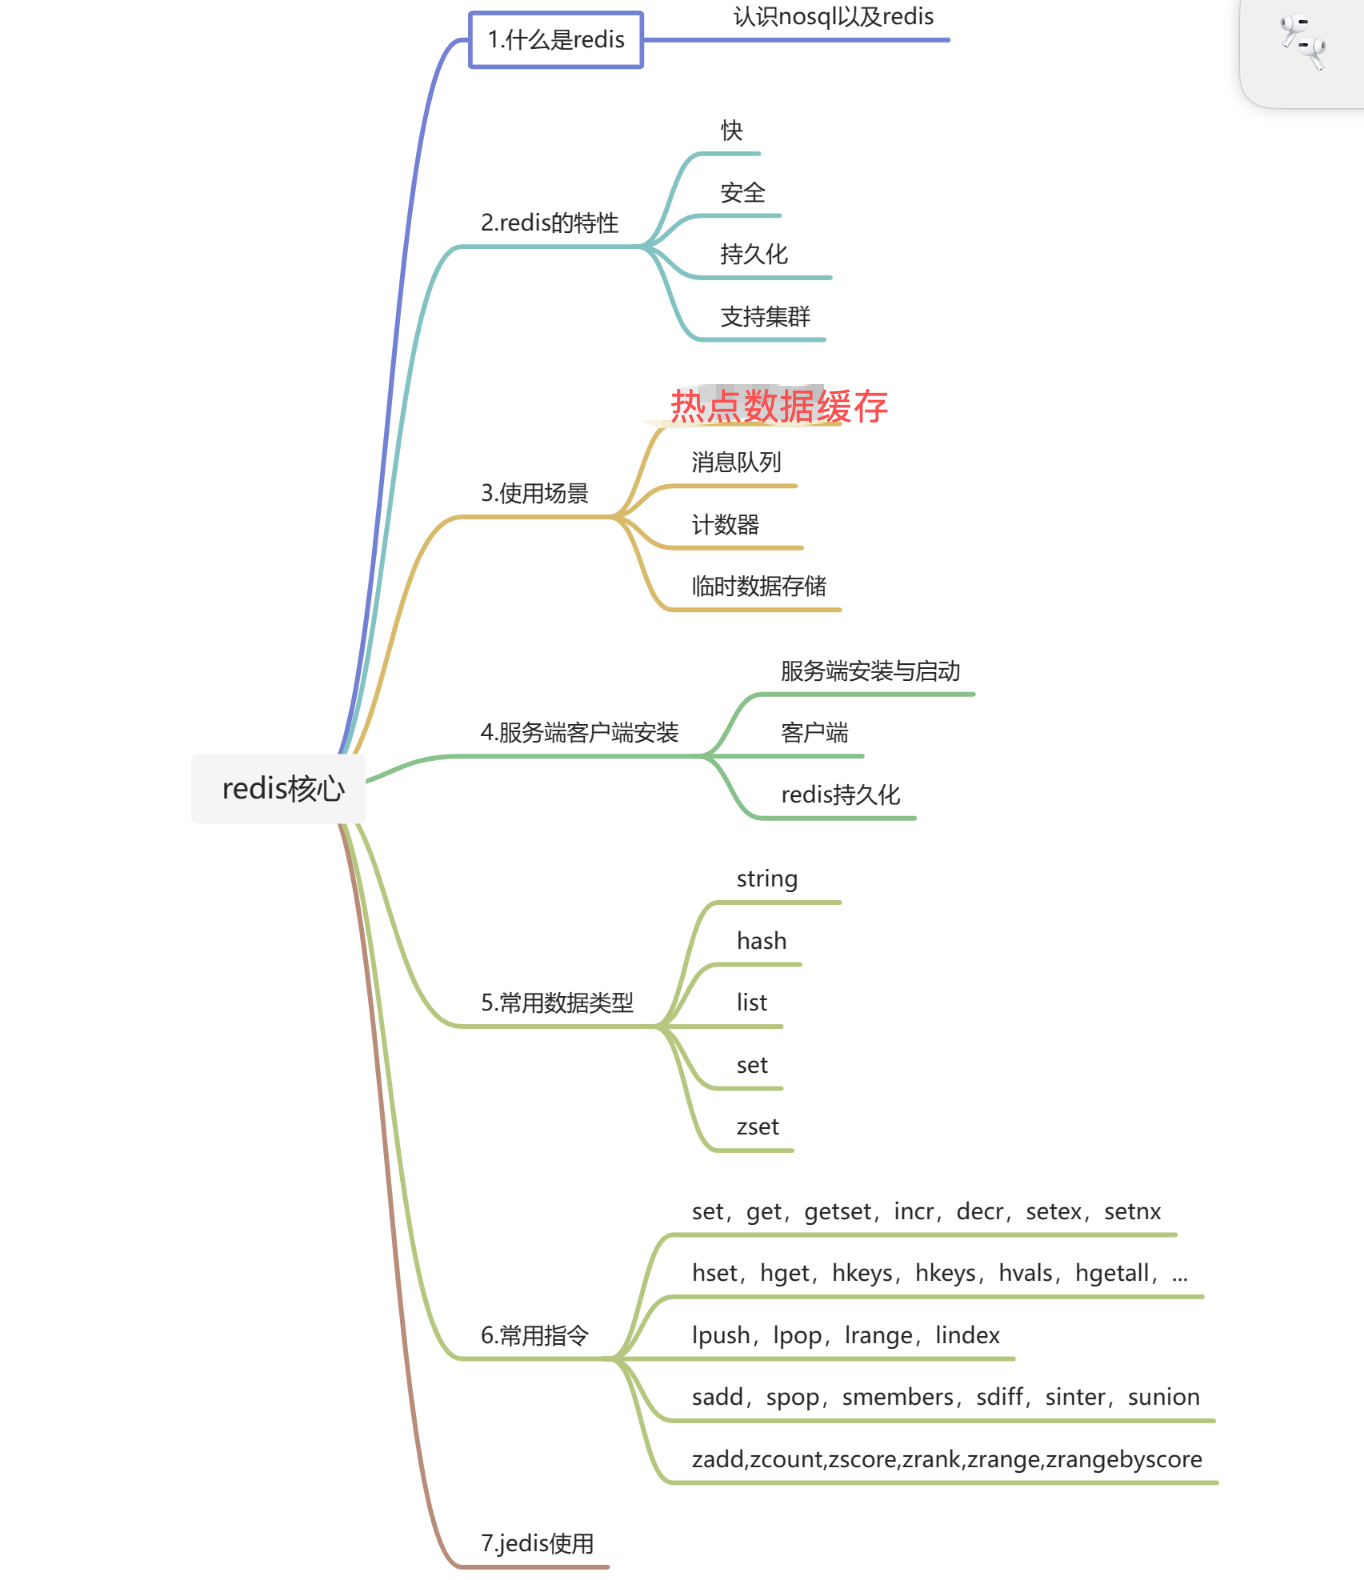 1.什么是redis
认识nosql以及redis
2.redis的特性
快
安全
持久化
支持集群
3.使用场景
热点数据缓存
消息队列
计数器
临时数据存储
4.服务端客户端安装
服务端安装与启动
客户端
redis持久化
redis核心
5.常用数据类型
string
hash
list
set
zset
6.常用指令
set，get，getset，incr，decr，setex，setnx
hset，hget，hkeys，hkeys，hvals，hgetall，...
lpush，lpop，lrange，lindex
sadd，spop，smembers，sdiff，sinter，sunion
zadd,zcount,zscore,zrank,zrange,zrangebyscore
7.jedis使用